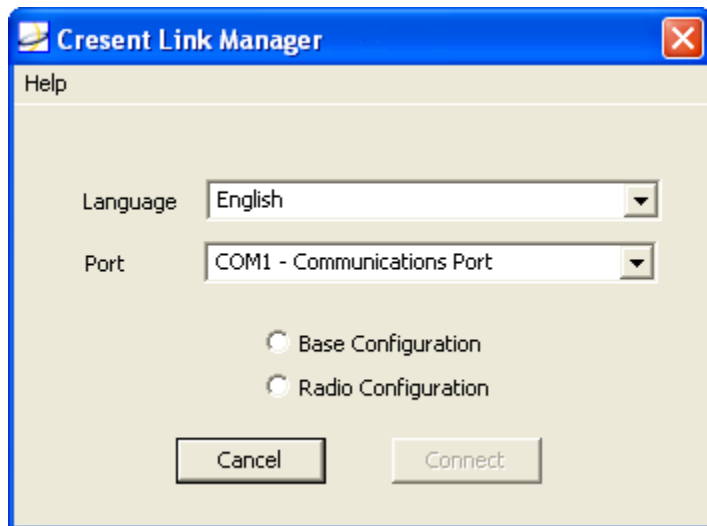 Cresent Link Manager
Help
Language English
Port COM1 - Communications Port
Base Configuration
Radio Configuration
Cancel Connect